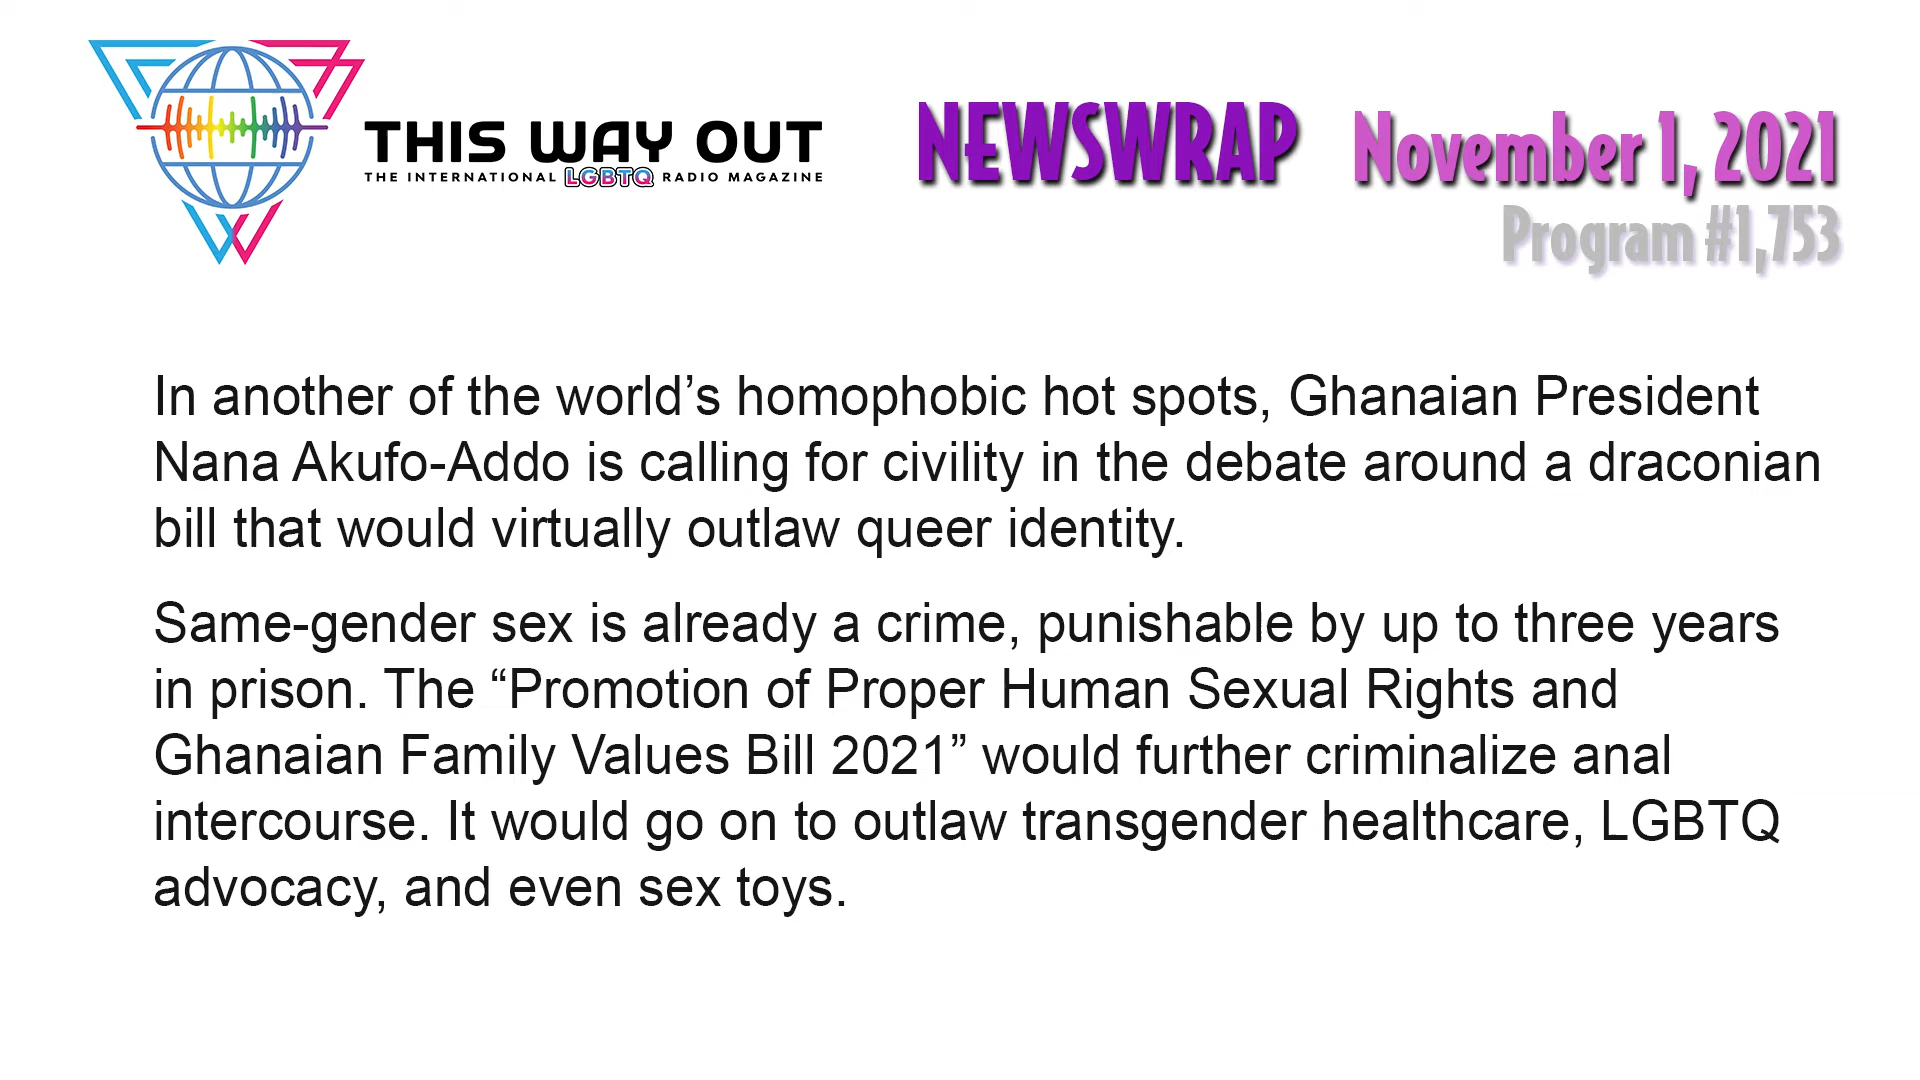 THIS WAY OUT
THE INTERNATIONAL LGBTQ RADIO MAGAZINE
NEWSWRAP November 1, 2021
Program #1,753
In another of the world’s homophobic hot spots, Ghanaian President
Nana Akufo-Addo is calling for civility in the debate around a draconian
bill that would virtually outlaw queer identity.
Same-gender sex is already a crime, punishable by up to three years
in prison. The “Promotion of Proper Human Sexual Rights and
Ghanaian Family Values Bill 2021” would further criminalize anal
intercourse. It would go on to outlaw transgender healthcare, LGBTQ
advocacy, and even sex toys.